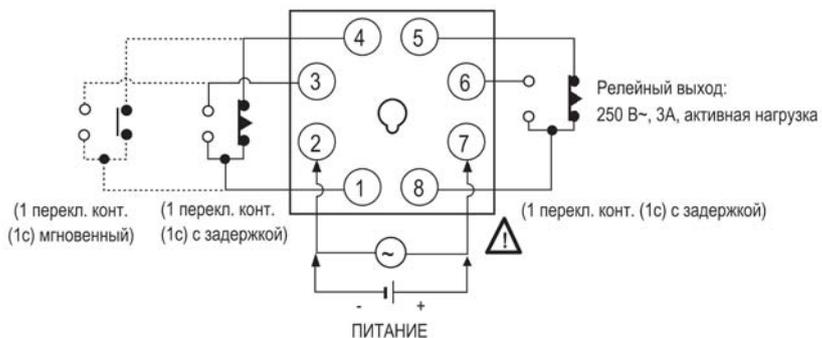 4 5
3 6
2 7
1 8
Релейный выход:
250 В~, 3А, активная нагрузка
(1 перекл. конт.
(1с) мгновенный)
(1 перекл. конт.
(1с) с задержкой)
(1 перекл. конт. (1с) с задержкой)
!
~
- +
ПИТАНИЕ